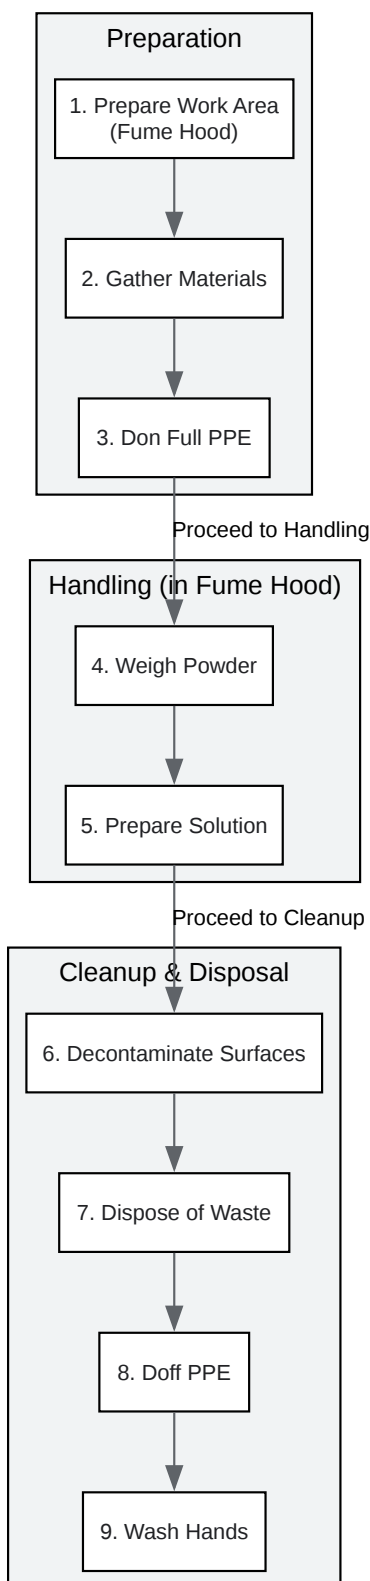 Preparation
1. Prepare Work Area
(Fume Hood)
2. Gather Materials
3. Don Full PPE
Proceed to Handling
Handling (in Fume Hood)
4. Weigh Powder
5. Prepare Solution
Proceed to Cleanup
Cleanup & Disposal
6. Decontaminate Surfaces
7. Dispose of Waste
8. Doff PPE
9. Wash Hands